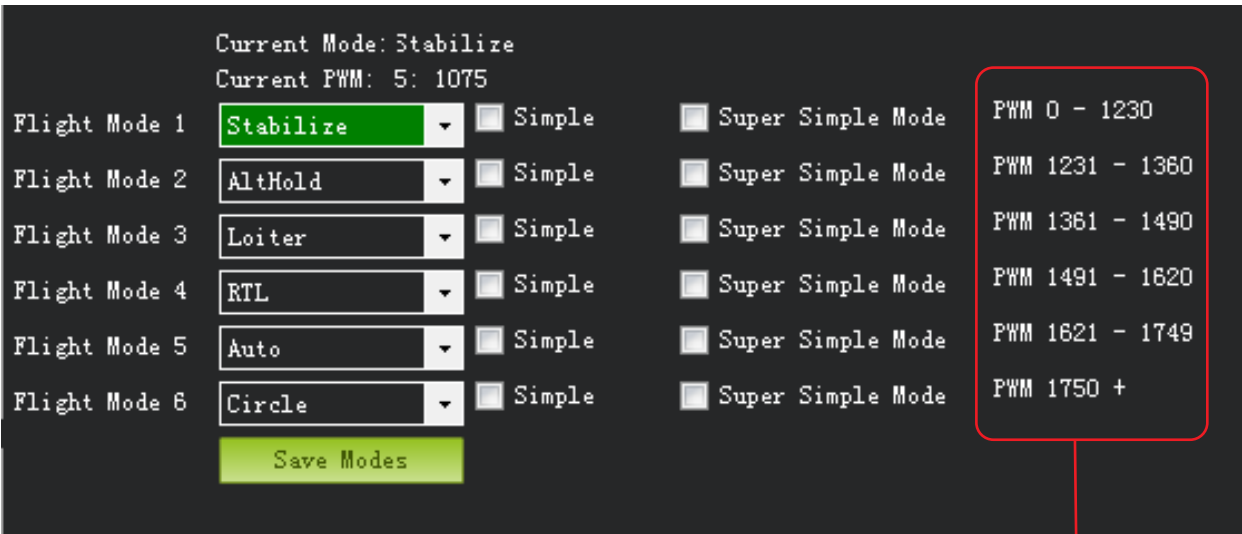 Current Mode:Stabilize
Current PWM: 5: 1075
Flight Mode 1 Stabilize Simple Super Simple Mode PWM 0 - 1230
Flight Mode 2 AltHold Simple Super Simple Mode PWM 1231 - 1360
Flight Mode 3 Loiter Simple Super Simple Mode PWM 1361 - 1490
Flight Mode 4 RTL Simple Super Simple Mode PWM 1491 - 1620
Flight Mode 5 Auto Simple Super Simple Mode PWM 1621 - 1749
Flight Mode 6 Circle Simple Super Simple Mode PWM 1750 +
Save Modes